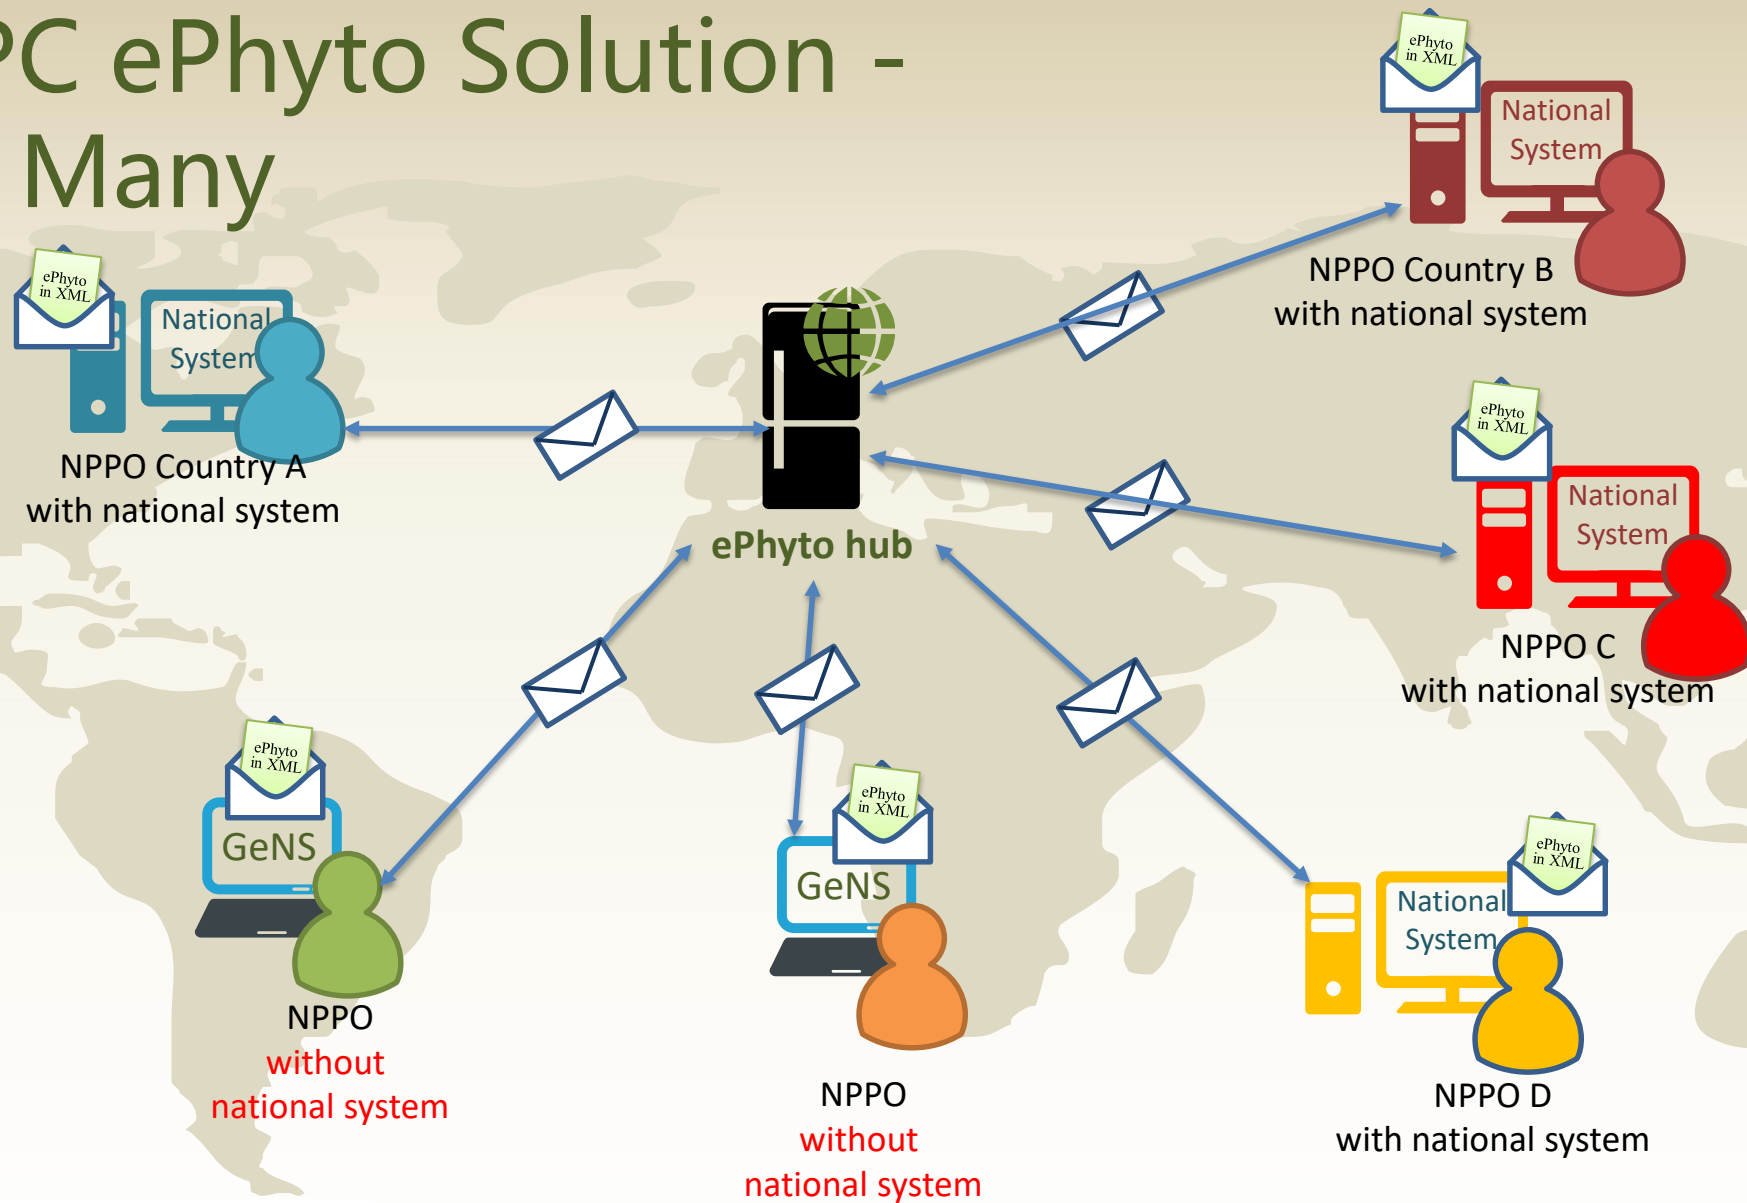 PC ePhyto Solution -
Many
ePhyto
in XML
National
System
NPPO Country B
with national system
ePhyto
in XML
National
System
NPPO Country A
with national system
ePhyto hub
ePhyto
in XML
National
System
NPPO C
with national system
ePhyto
in XML
GeNS
NPPO
without
national system
ePhyto
in XML
GeNS
NPPO
without
national system
ePhyto
in XML
National
System
NPPO D
with national system